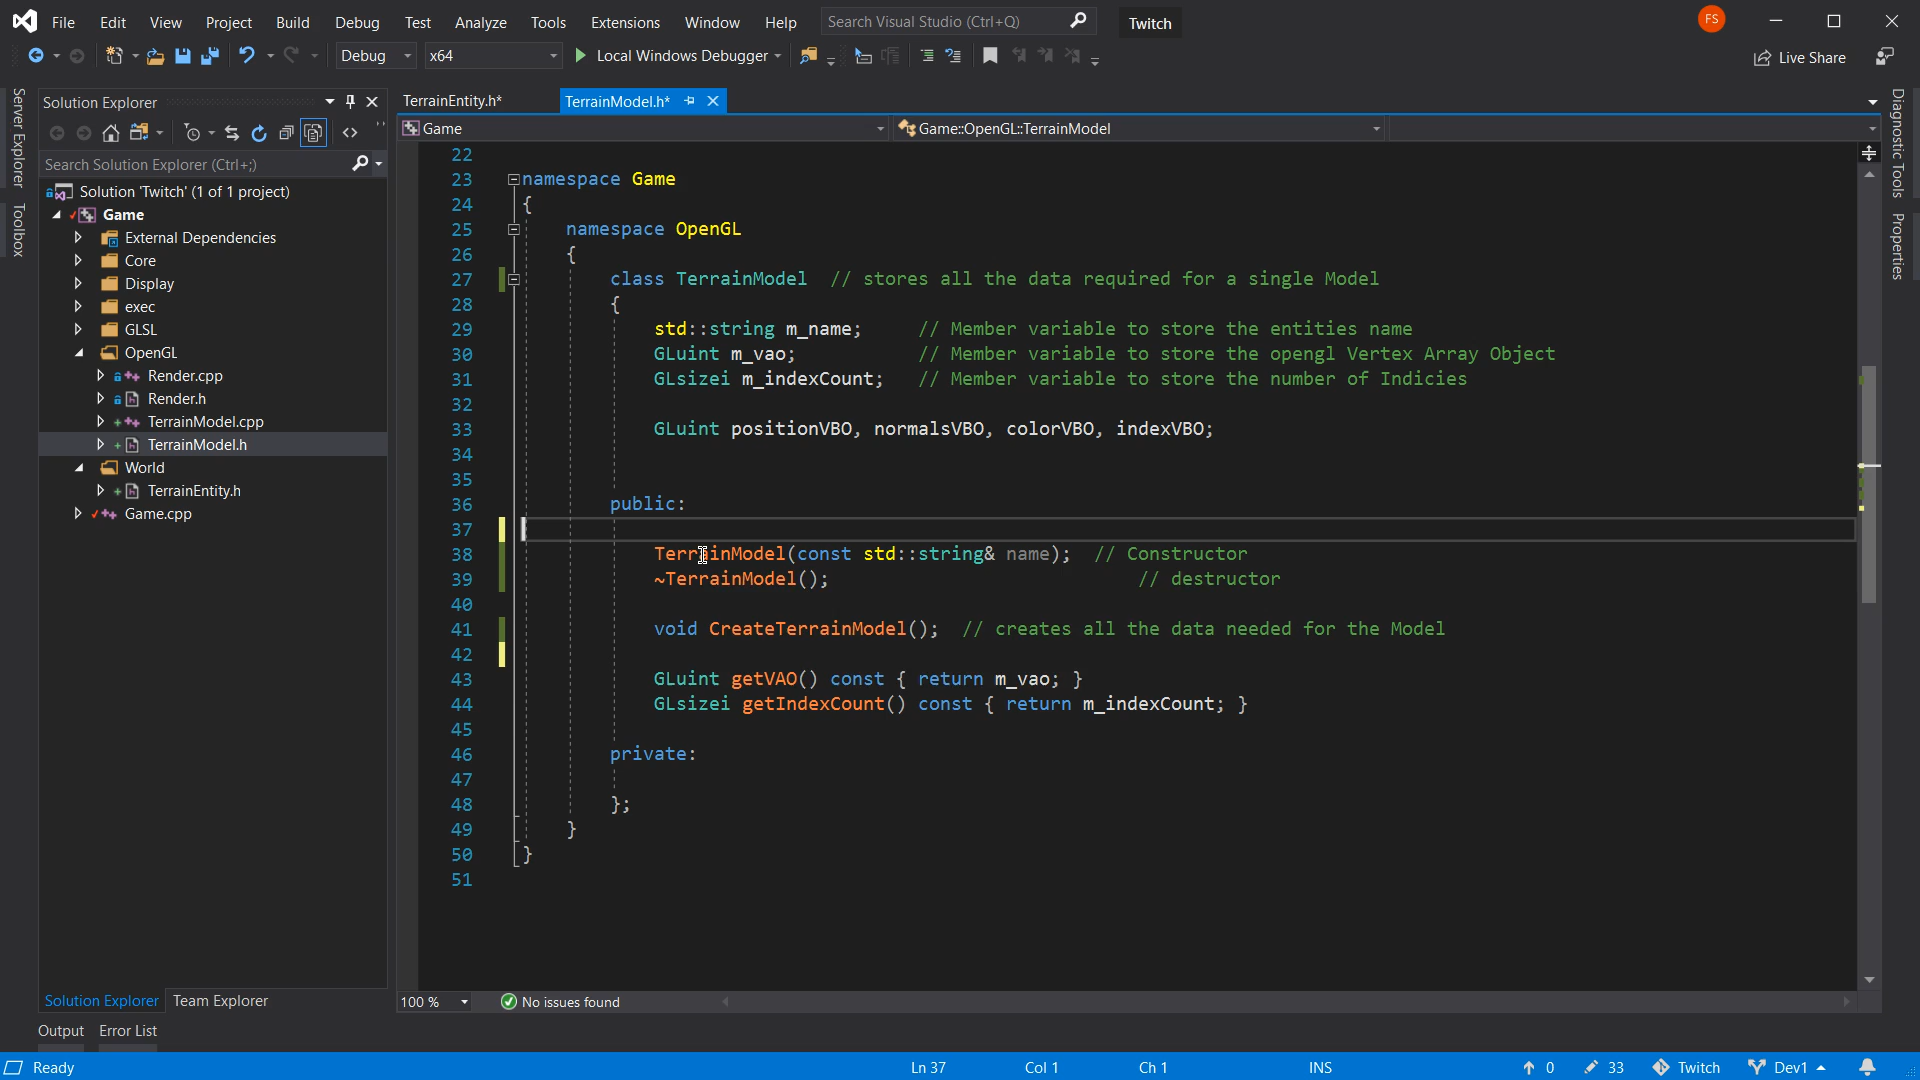 File Edit View Project Build Debug Test Analyze Tools Extensions Window Help Search Visual Studio (Ctrl+Q) Twitch FS
Debug x64 Local Windows Debugger Live Share
Server Explorer
Toolbox
Solution Explorer
Search Solution Explorer (Ctrl+;)
Solution 'Twitch' (1 of 1 project)
Game
External Dependencies
Core
Display
exec
GLSL
OpenGL
Render.cpp
Render.h
TerrainModel.cpp
TerrainModel.h
World
TerrainEntity.h
Game.cpp
Solution Explorer Team Explorer
TerrainEntity.h* TerrainModel.h*
Game Game::OpenGL::TerrainModel
22
23 namespace Game
24 {
25 namespace OpenGL
26 {
27 class TerrainModel // stores all the data required for a single Model
28 {
29 std::string m_name; // Member variable to store the entities name
30 GLuint m_vao; // Member variable to store the opengl Vertex Array Object
31 GLsizei m_indexCount; // Member variable to store the number of Indicies
32
33 GLuint positionVBO, normalsVBO, colorVBO, indexVBO;
34
35
36 public:
37
38 TerrainModel(const std::string& name); // Constructor
39 ~TerrainModel(); // destructor
40
41 void CreateTerrainModel(); // creates all the data needed for the Model
42
43 GLuint getVAO() const { return m_vao; }
44 GLsizei getIndexCount() const { return m_indexCount; }
45
46 private:
47
48 };
49 }
50 }
51
100 % No issues found
Diagnostic Tools
Properties
Output Error List
Ready Ln 37 Col 1 Ch 1 INS 0 33 Twitch Dev1